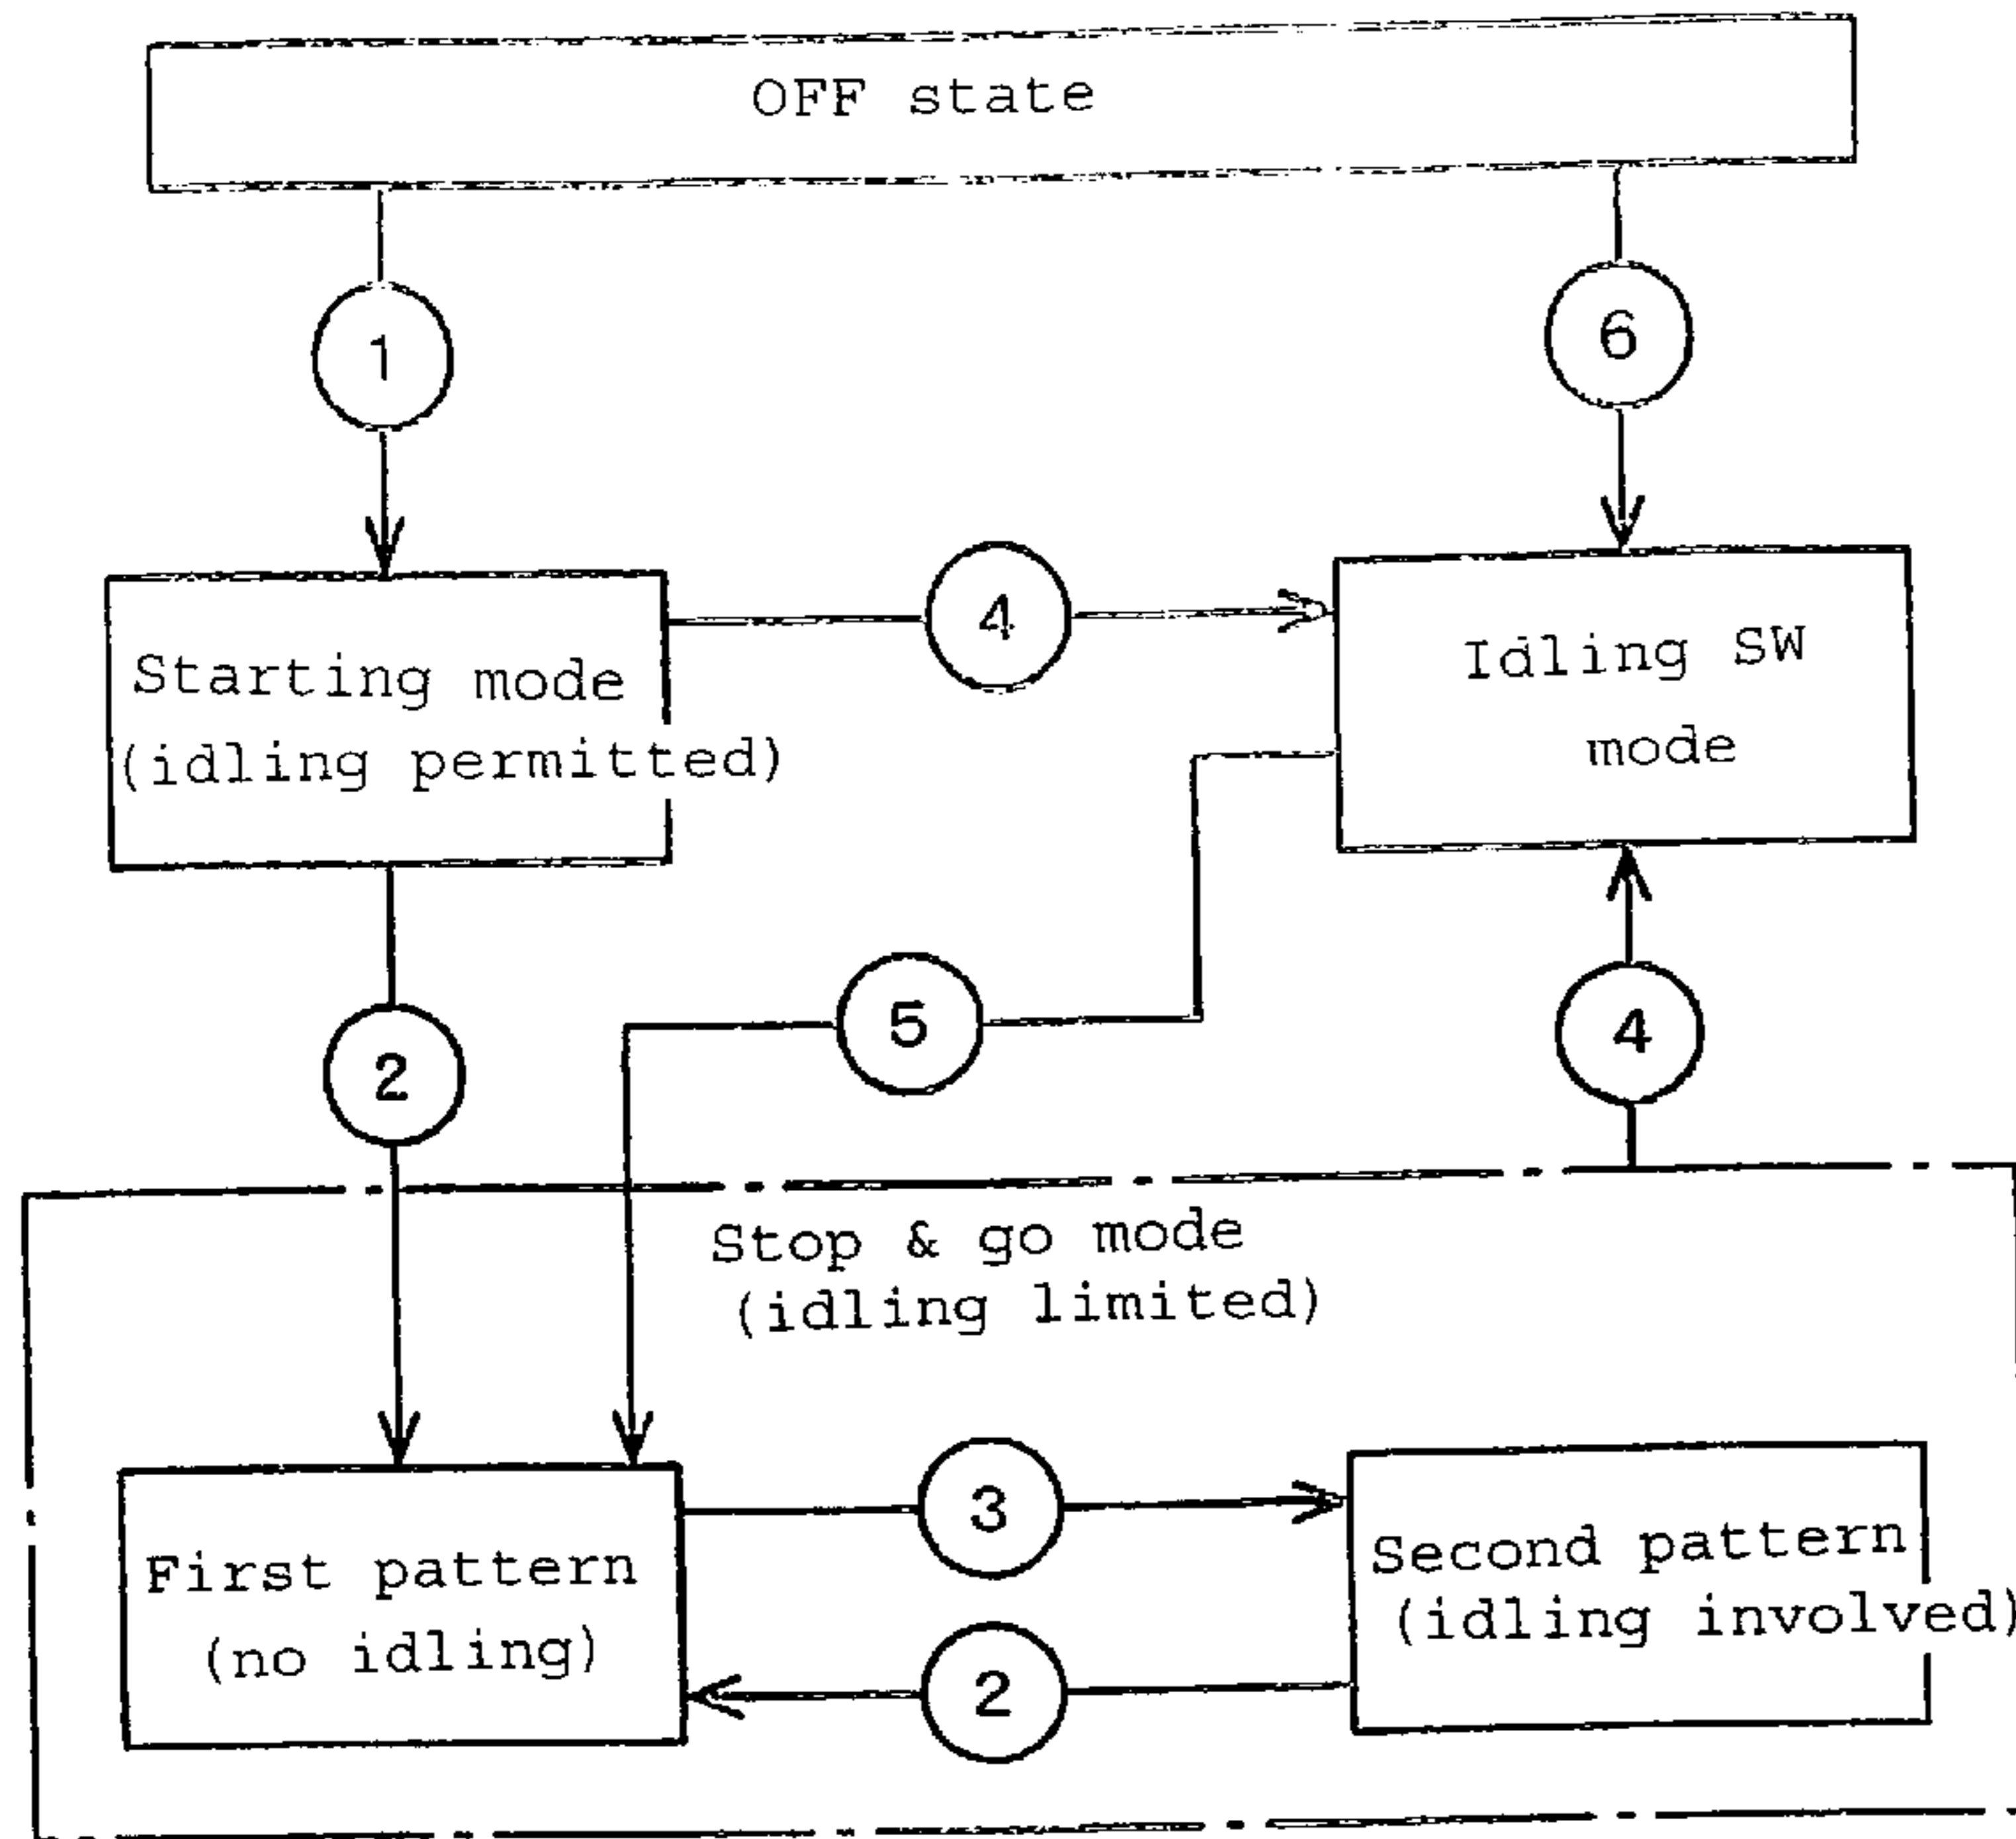 OFF state
1
6
4
Starting mode
(idling permitted)
Idling SW
mode
5
4
2
Stop & go mode
(idling limited)
3
First pattern
(no idling)
Second pattern
(idling involved)
2